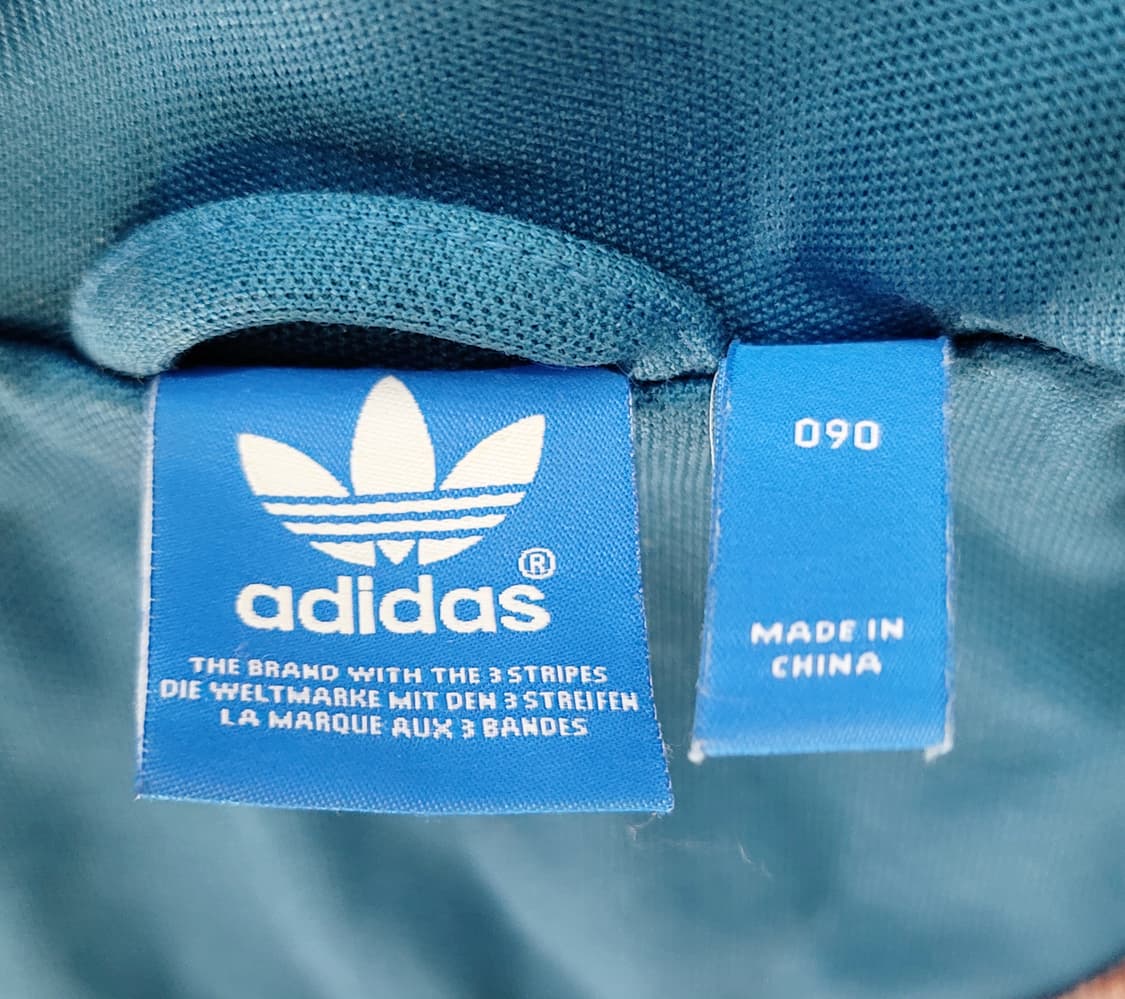 adidas®
THE BRAND WITH THE 3 STRIPES
DIE WELTMARKE MIT DEN 3 STREIFEN
LA MARQUE AUX 3 BANDES
090
MADE IN
CHINA